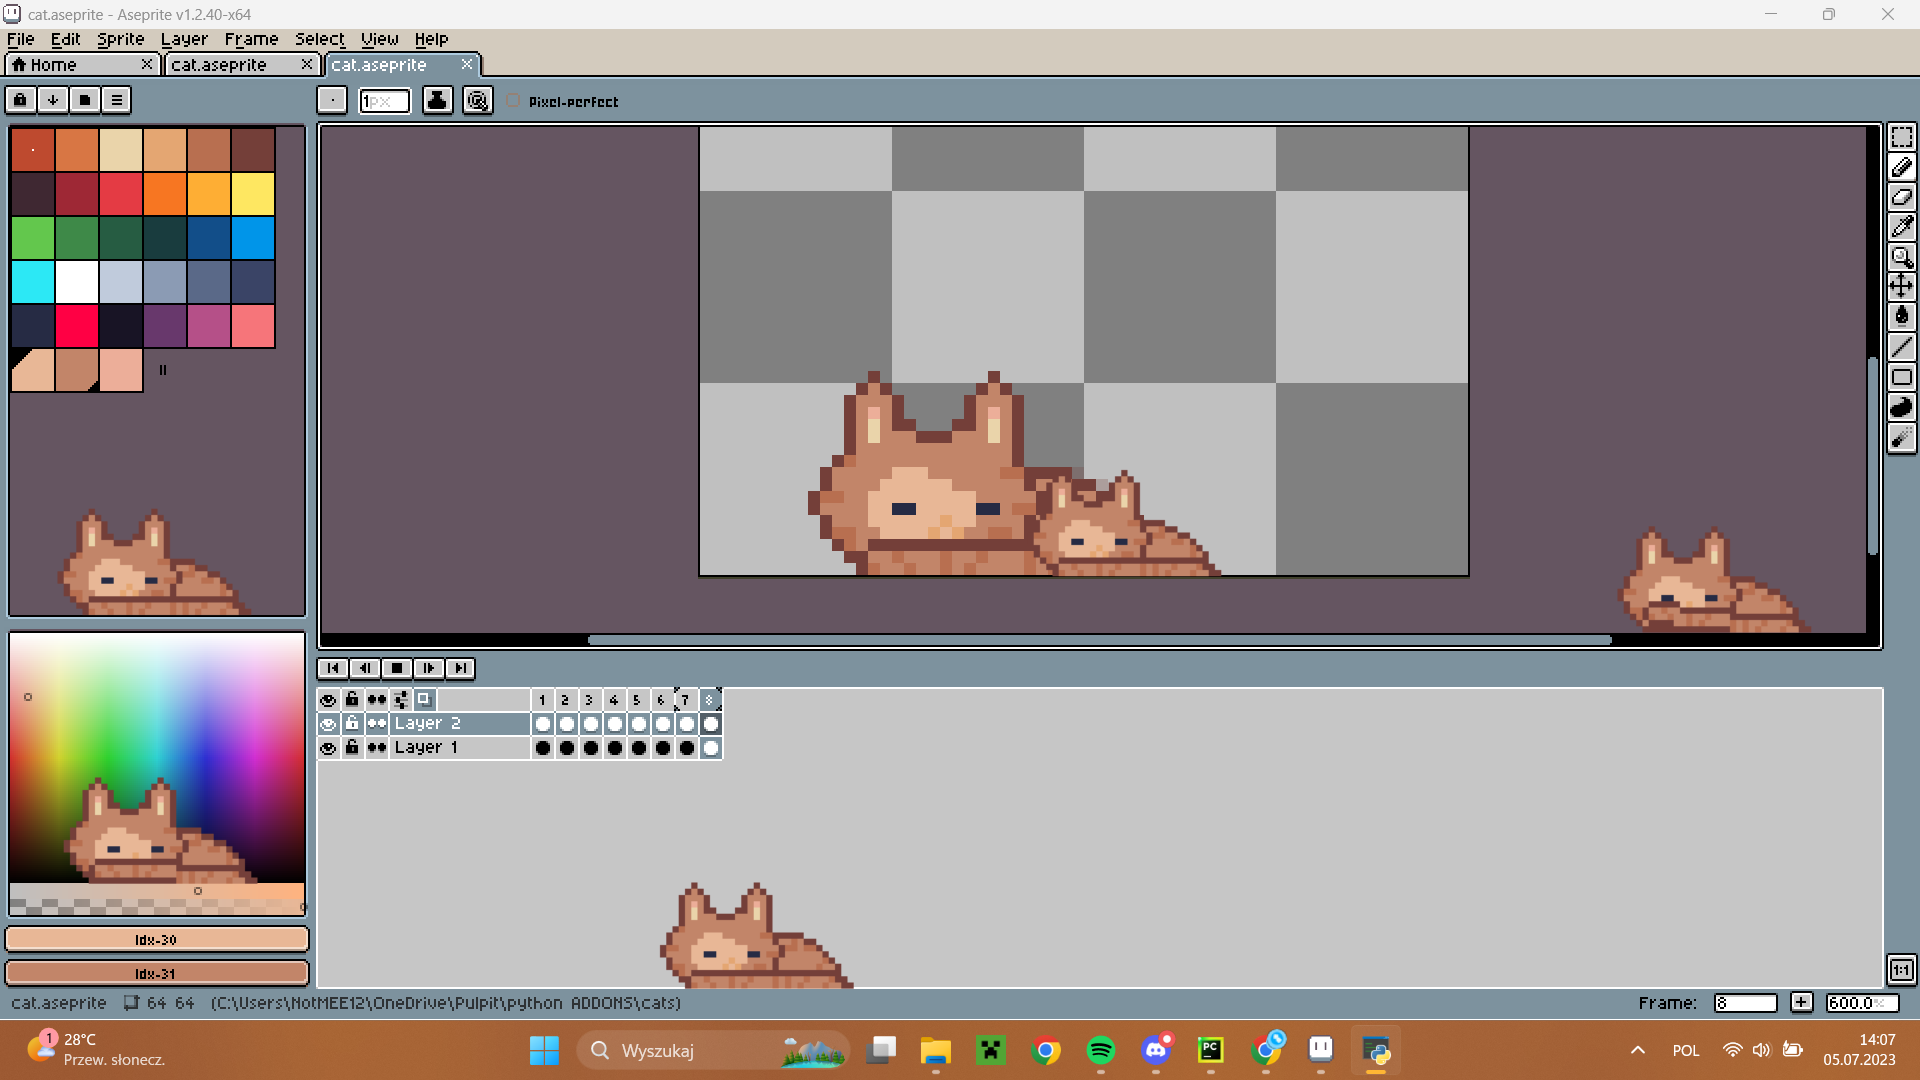 cat.aseprite - Aseprite v1.2.40-x64
File Edit Sprite Layer Frame Select View Help
Home cat.aseprite cat.aseprite
1px Pixel-perfect
1 2 3 4 5 6 7 8
Layer 2
Layer 1
Idx-30
Idx-31
1:1
cat.aseprite 64 64 (C:\Users\NotMEE12\OneDrive\Pulpit\python ADDONS\cats) Frame: 8 + 600.0%
1 28°C
Przew. słonecz.
Wyszukaj
PC
POL
14:07
05.07.2023